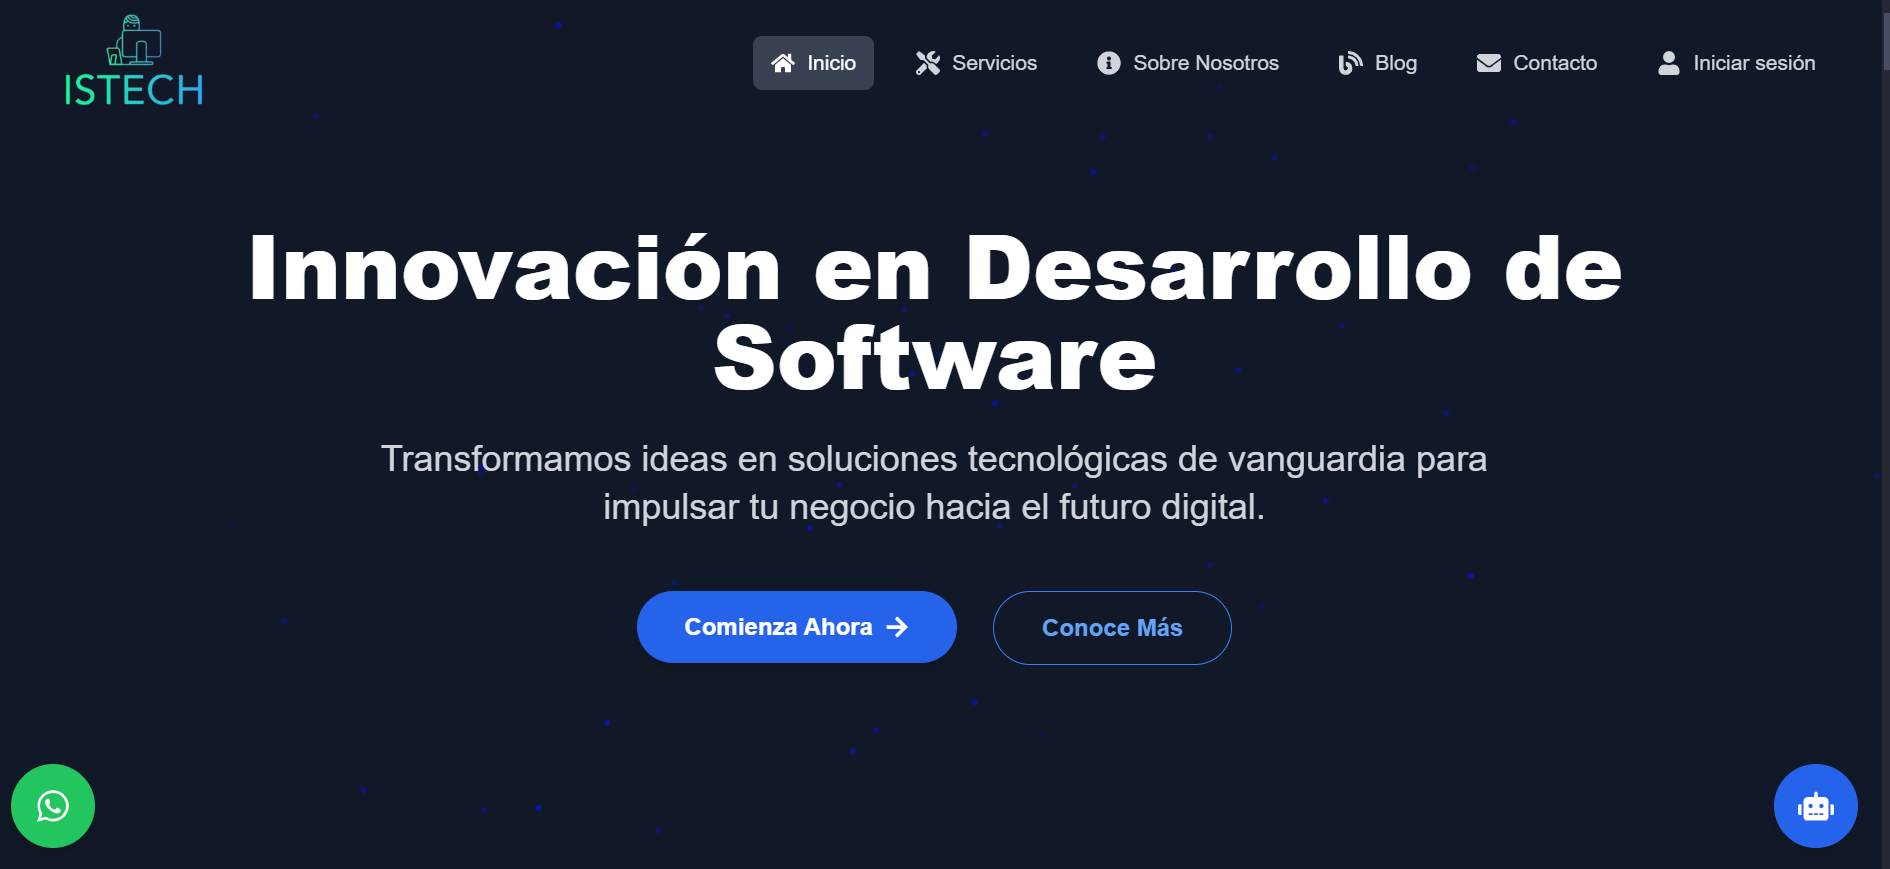 ISTECH
Inicio
Servicios
Sobre Nosotros
Blog
Contacto
Iniciar sesión
Innovación en Desarrollo de
Software
Transformamos ideas en soluciones tecnológicas de vanguardia para
impulsar tu negocio hacia el futuro digital.
Comienza Ahora
Conoce Más